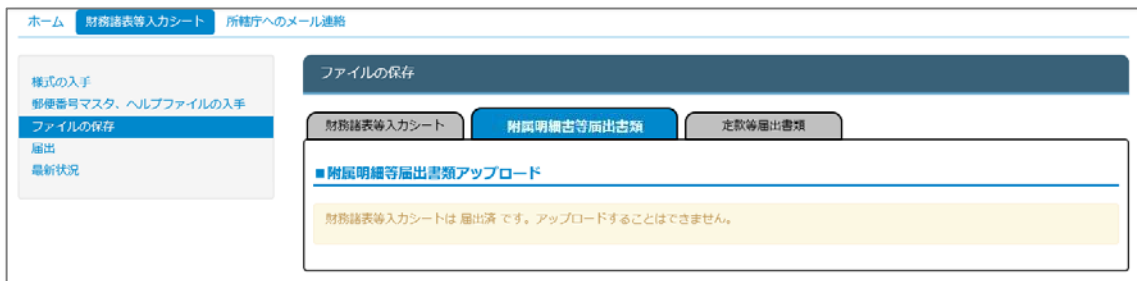 ホーム 財務諸表等入力シート 所轄庁へのメール連絡
様式の入手
郵便番号マスタ、ヘルプファイルの入手
ファイルの保存
届出
最新状況
ファイルの保存
財務諸表等入力シート 附属明細書等届出書類 定款等届出書類
■附属明細等届出書類アップロード
財務諸表等入力シートは 届出済 です。アップロードすることはできません。